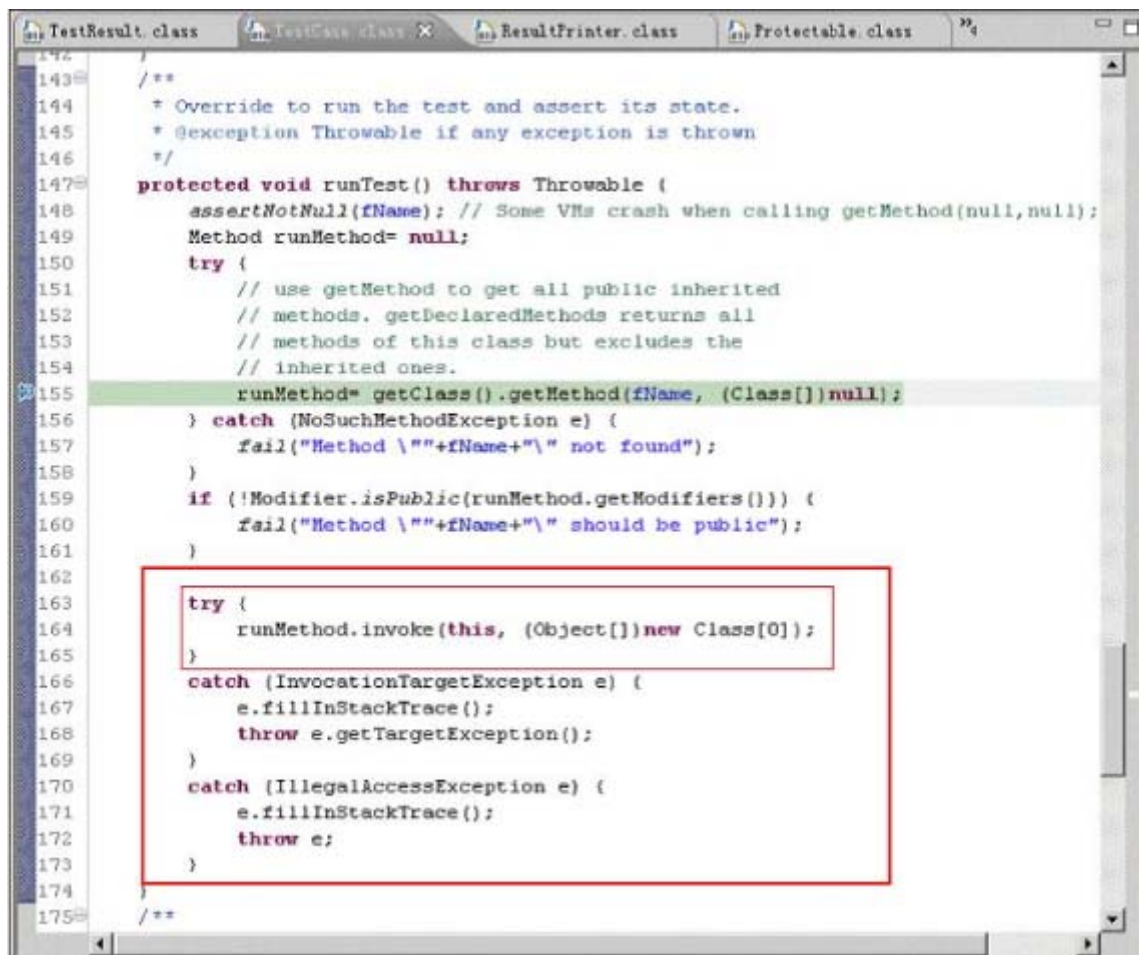 TestResult.class TestCase.class ResultPrinter.class Protectable.class »4
142 }
143 /**
144 * Override to run the test and assert its state.
145 * @exception Throwable if any exception is thrown
146 */
147 protected void runTest() throws Throwable {
148 assertNotNull(fName); // Some VMs crash when calling getMethod(null,null);
149 Method runMethod= null;
150 try {
151 // use getMethod to get all public inherited
152 // methods. getDeclaredMethods returns all
153 // methods of this class but excludes the
154 // inherited ones.
155 runMethod= getClass().getMethod(fName, (Class[])null);
156 } catch (NoSuchMethodException e) {
157 fail("Method \""+fName+"\" not found");
158 }
159 if (!Modifier.isPublic(runMethod.getModifiers())) {
160 fail("Method \""+fName+"\" should be public");
161 }
162
163 try {
164 runMethod.invoke(this, (Object[])new Class[0]);
165 }
166 catch (InvocationTargetException e) {
167 e.fillInStackTrace();
168 throw e.getTargetException();
169 }
170 catch (IllegalAccessException e) {
171 e.fillInStackTrace();
172 throw e;
173 }
174 }
175 /**